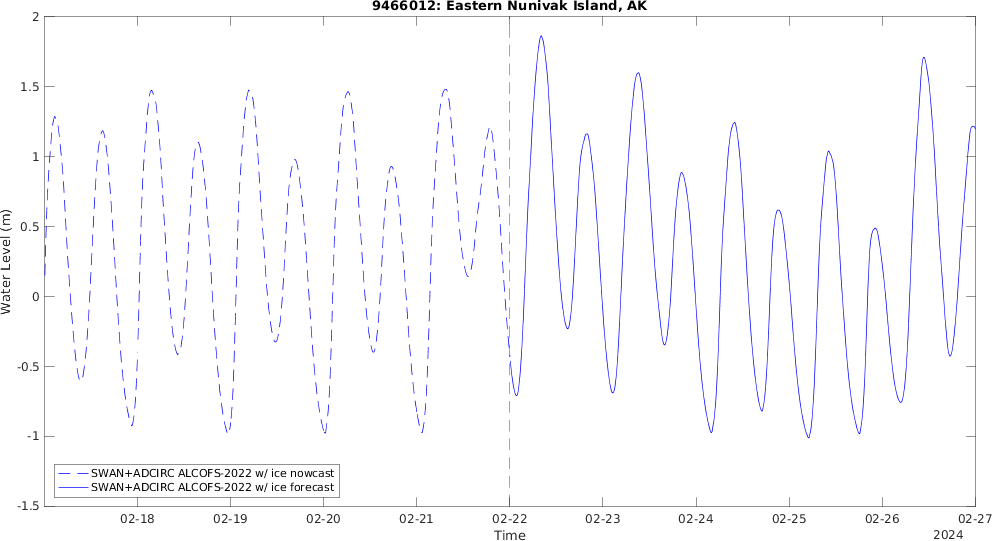 9466012: Eastern Nunivak Island, AK
2
1.5
1
0.5
0
-0.5
-1
-1.5
Water Level (m)
SWAN+ADCIRC ALCOFS-2022 w/ ice nowcast
SWAN+ADCIRC ALCOFS-2022 w/ ice forecast
02-18 02-19 02-20 02-21 02-22 02-23 02-24 02-25 02-26 02-27
Time
2024